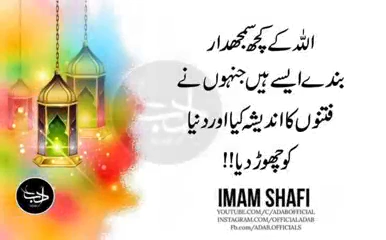 اللہ کے کچھ سمجھدار
بندے ایسے ہیں جنہوں نے
فتنوں کا اندیشہ کیا اور دنیا
کو چھوڑ دیا!!
IMAM SHAFI
YOUTUBE.COM/C/ADABOFFICIAL
INSTAGRAM.COM/OFFICIALADAB
Fb.com/ADAB.OFFICIALS
ادب